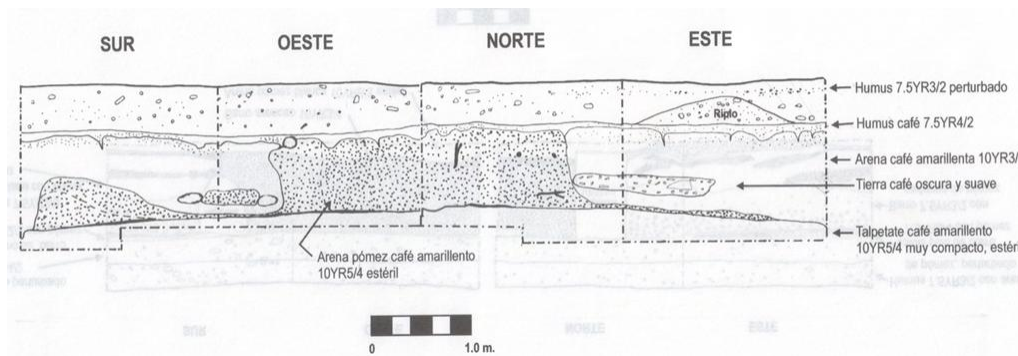 SUR OESTE NORTE ESTE
Humus 7.5YR3/2 perturbado
Ripio
Humus café 7.5YR4/2
Arena café amarillenta 10YR3/
Tierra café oscura y suave
Talpetate café amarillento
10YR5/4 muy compacto, estéri
Arena pómez café amarillento
10YR5/4 estéril
0 1.0 m.